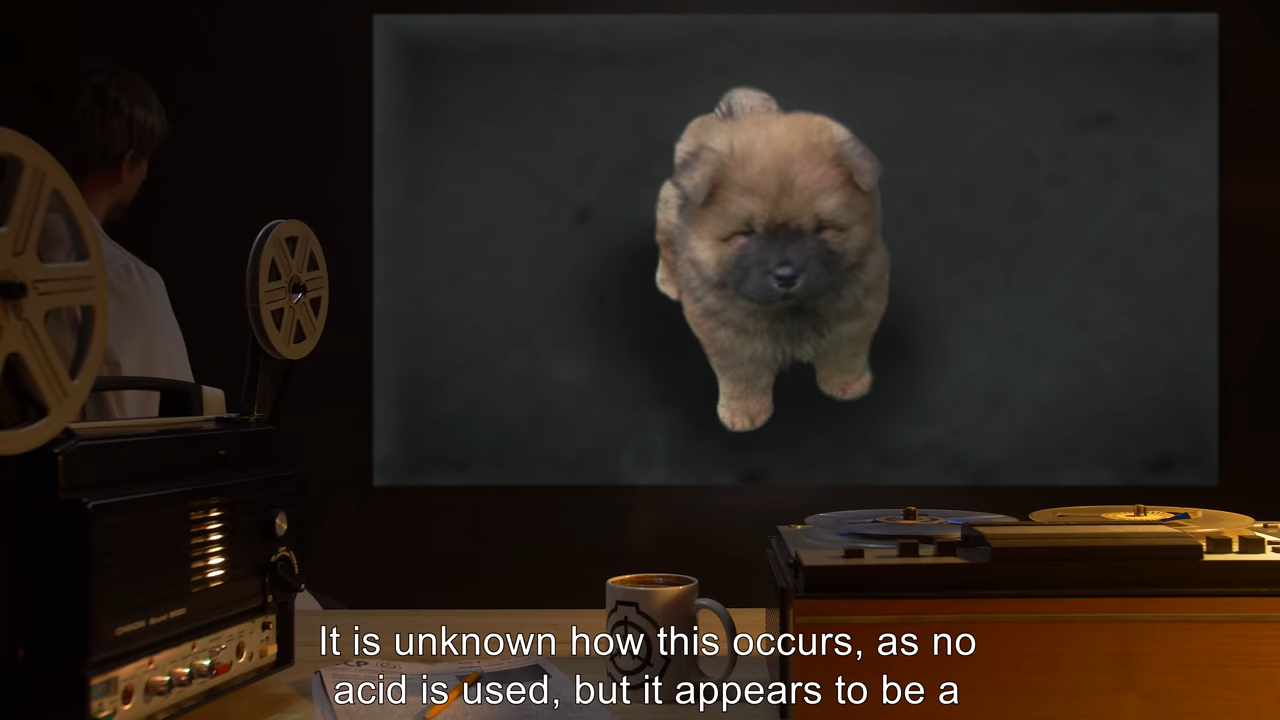 It is unknown how this occurs, as no
acid is used, but it appears to be a